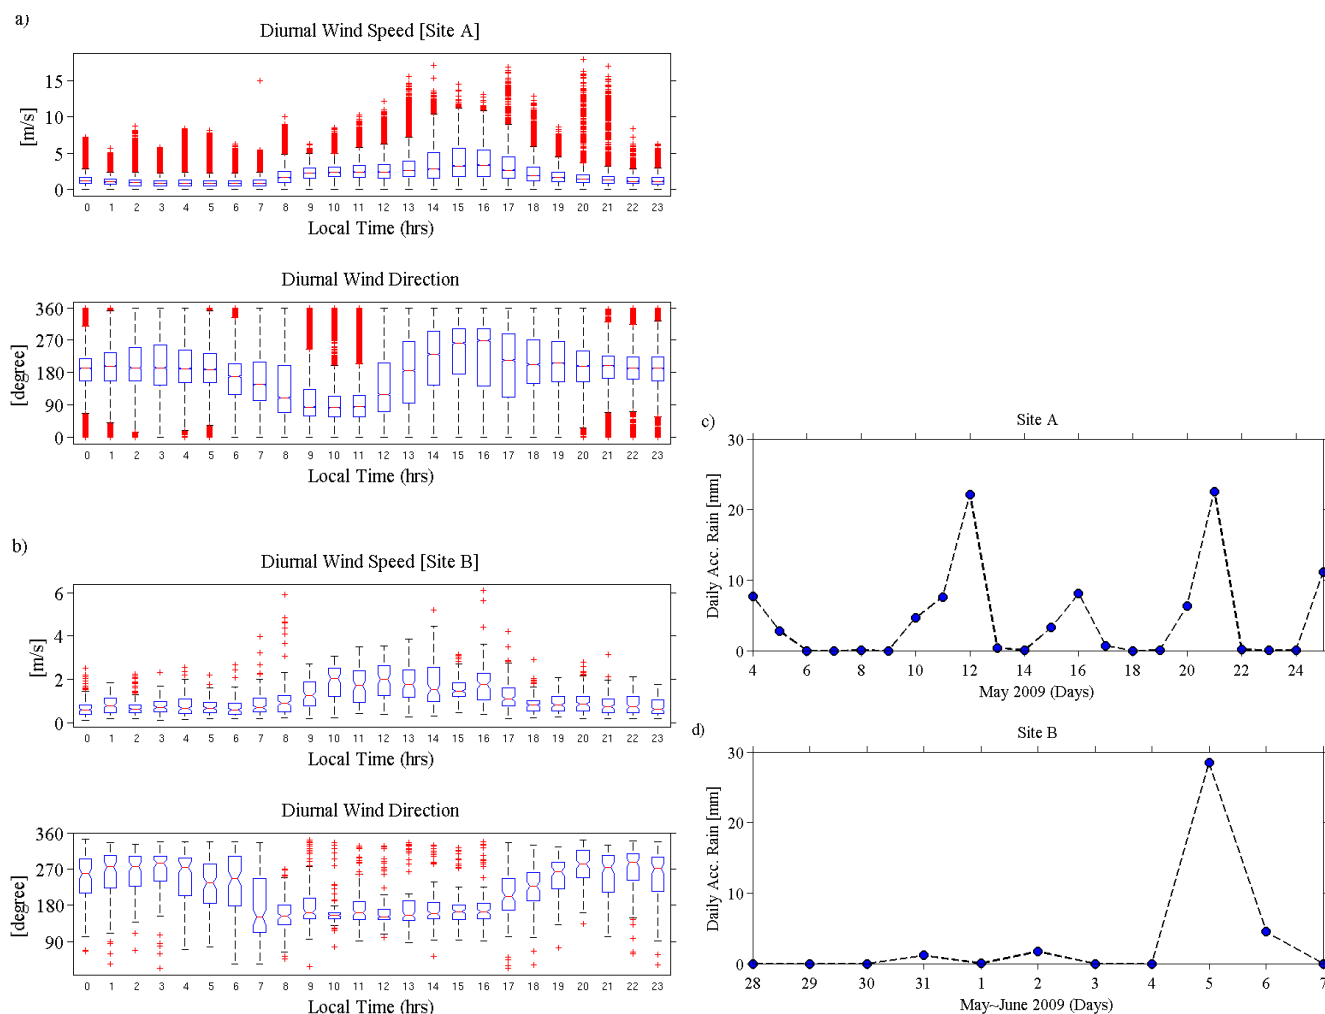 a)
Diurnal Wind Speed [Site A]
[m/s]
15
10
5
0
0 1 2 3 4 5 6 7 8 9 10 11 12 13 14 15 16 17 18 19 20 21 22 23
Local Time (hrs)
Diurnal Wind Direction
[degree]
360
270
180
90
0
0 1 2 3 4 5 6 7 8 9 10 11 12 13 14 15 16 17 18 19 20 21 22 23
Local Time (hrs)
b)
Diurnal Wind Speed [Site B]
[m/s]
6
4
2
0
0 1 2 3 4 5 6 7 8 9 10 11 12 13 14 15 16 17 18 19 20 21 22 23
Local Time (hrs)
Diurnal Wind Direction
[degree]
360
270
180
90
0 1 2 3 4 5 6 7 8 9 10 11 12 13 14 15 16 17 18 19 20 21 22 23
Local Time (hrs)
c)
Site A
Daily Acc. Rain [mm]
30
20
10
0
4 6 8 10 12 14 16 18 20 22 24
May 2009 (Days)
d)
Site B
Daily Acc. Rain [mm]
30
20
10
0
28 29 30 31 1 2 3 4 5 6 7
May~June 2009 (Days)